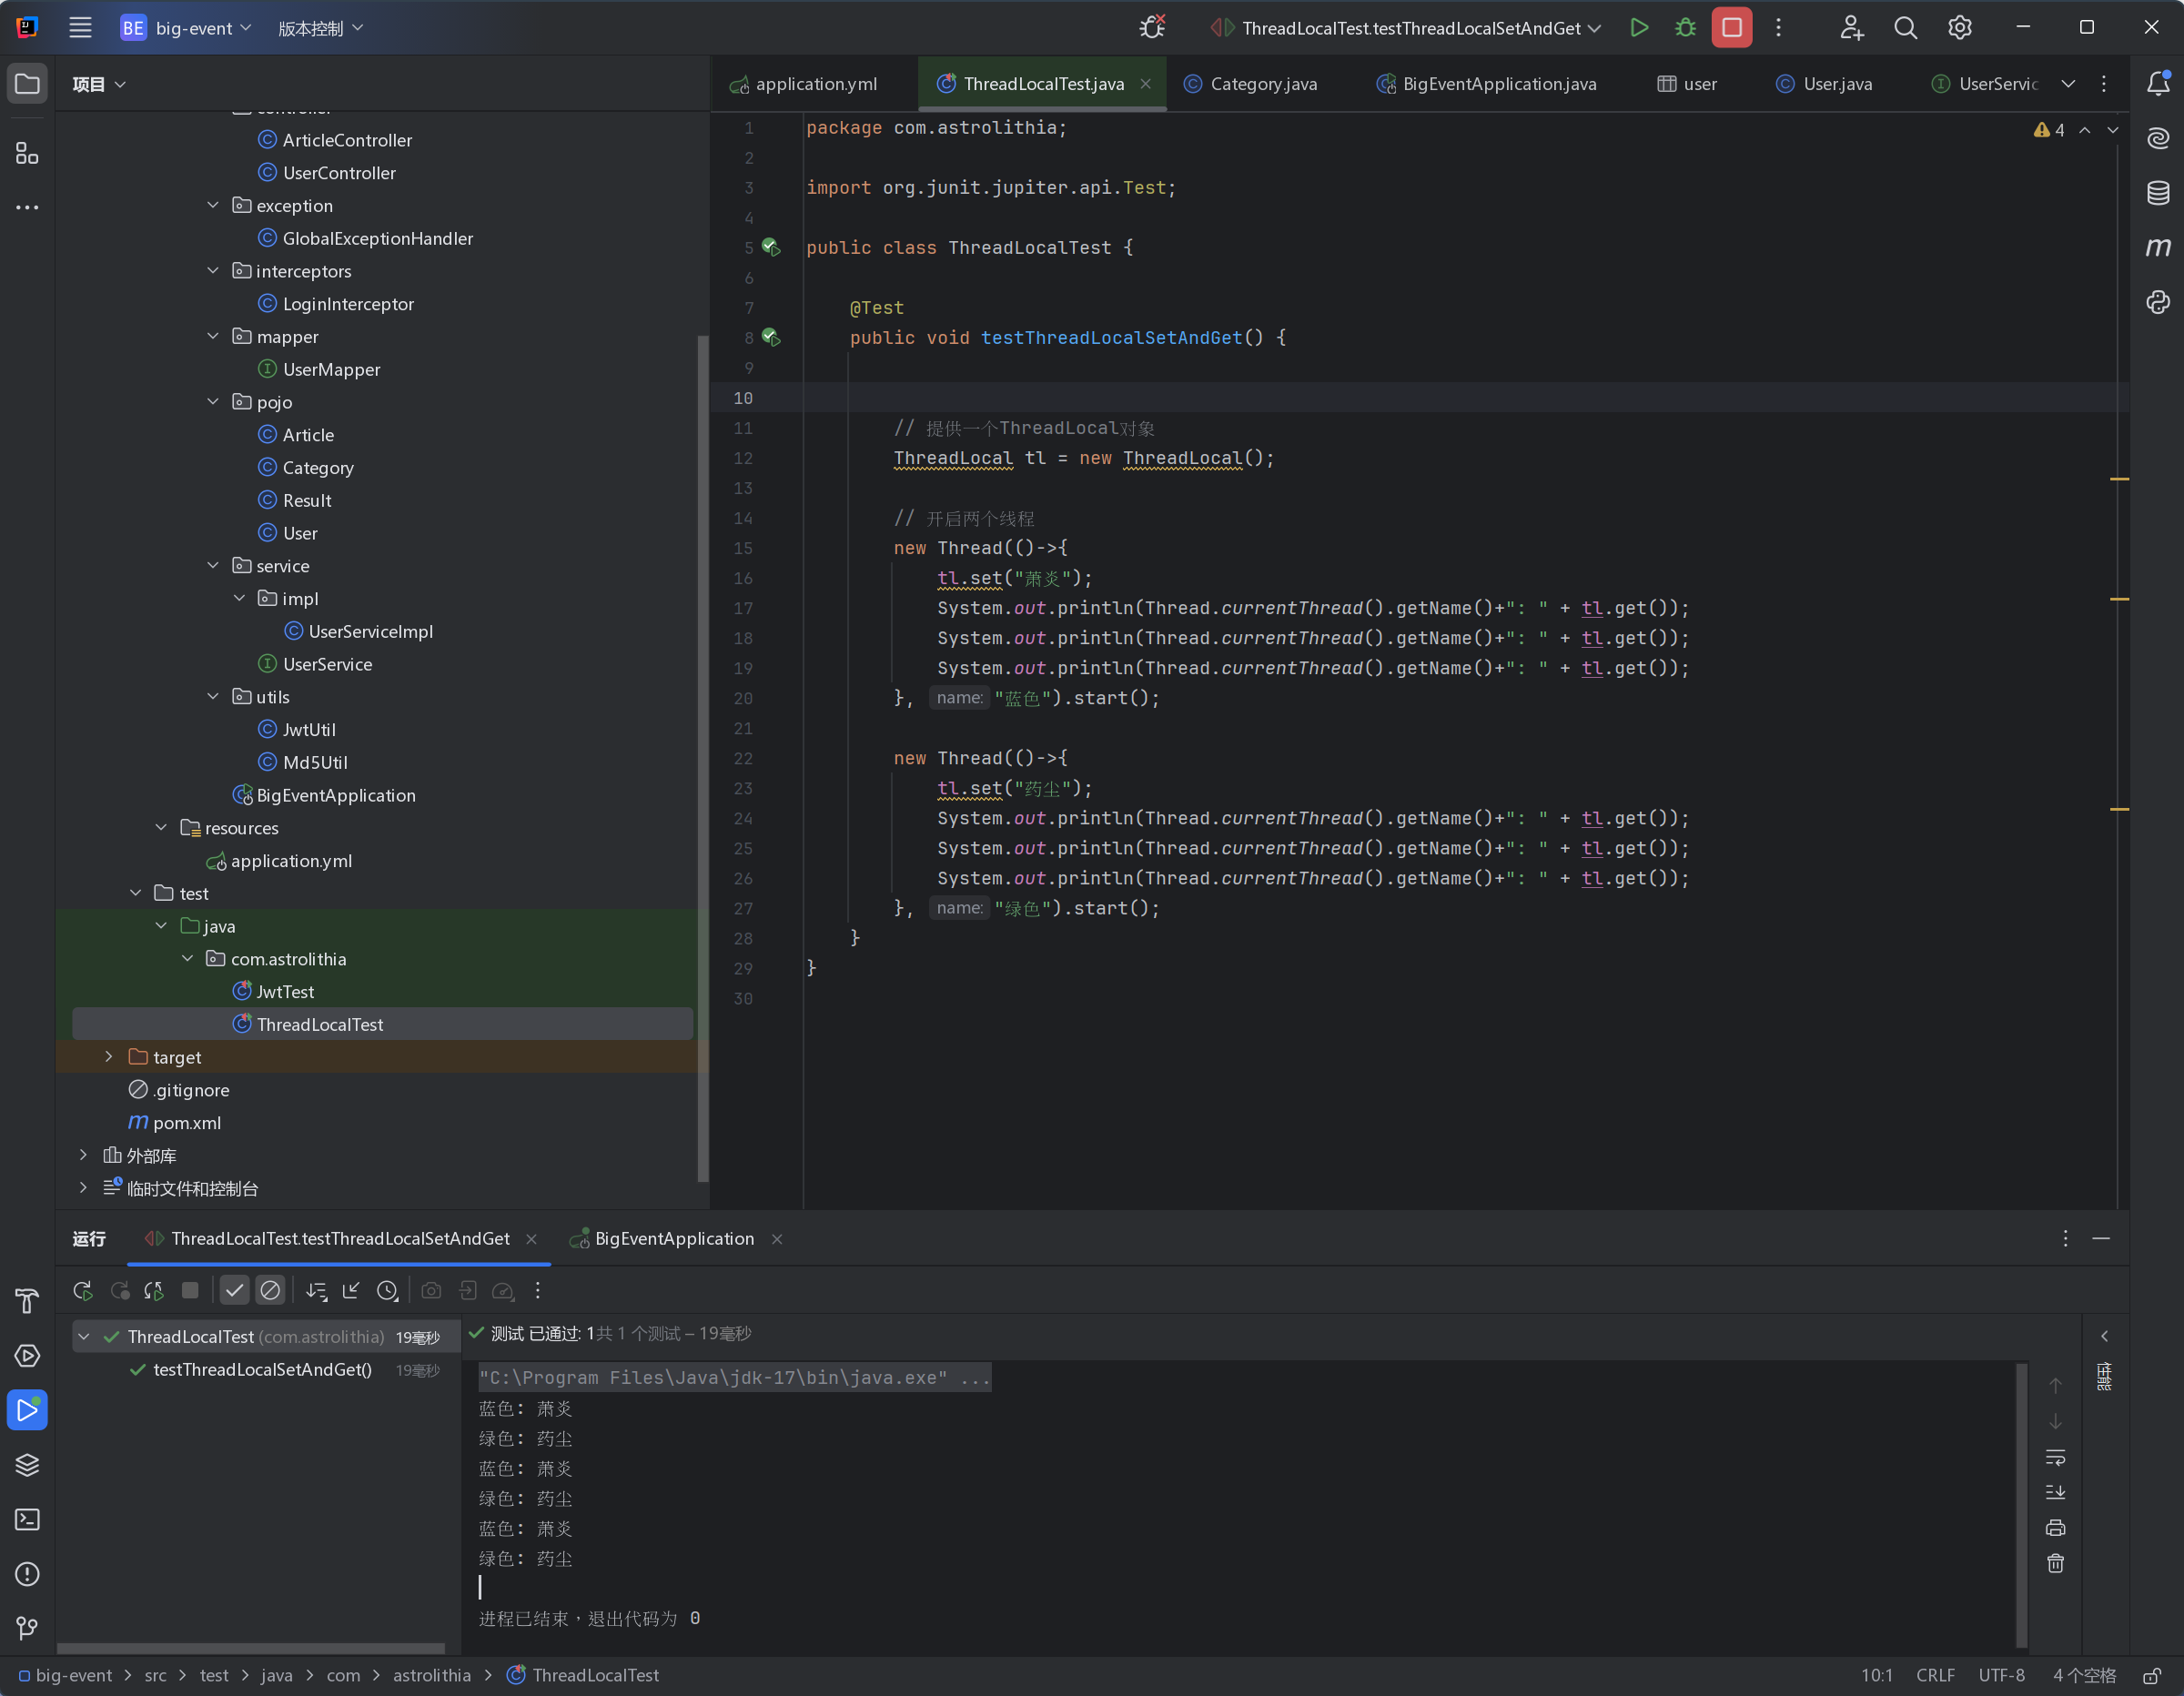 BE big-event 版本控制 ThreadLocalTest.testThreadLocalSetAndGet
项目
application.yml ThreadLocalTest.java Category.java BigEventApplication.java user User.java UserServic
ArticleController
UserController
exception
GlobalExceptionHandler
interceptors
LoginInterceptor
mapper
UserMapper
pojo
Article
Category
Result
User
service
impl
UserServiceImpl
UserService
utils
JwtUtil
Md5Util
BigEventApplication
resources
application.yml
test
java
com.astrolithia
JwtTest
ThreadLocalTest
target
.gitignore
pom.xml
外部库
临时文件和控制台
4
1 package com.astrolithia;
2
3 import org.junit.jupiter.api.Test;
4
5 public class ThreadLocalTest {
6
7 @Test
8 public void testThreadLocalSetAndGet() {
9
10
11 // 提供一个ThreadLocal对象
12 ThreadLocal tl = new ThreadLocal();
13
14 // 开启两个线程
15 new Thread(()->{
16 tl.set("萧炎");
17 System.out.println(Thread.currentThread().getName()+": " + tl.get());
18 System.out.println(Thread.currentThread().getName()+": " + tl.get());
19 System.out.println(Thread.currentThread().getName()+": " + tl.get());
20 }, name: "蓝色").start();
21
22 new Thread(()->{
23 tl.set("药尘");
24 System.out.println(Thread.currentThread().getName()+": " + tl.get());
25 System.out.println(Thread.currentThread().getName()+": " + tl.get());
26 System.out.println(Thread.currentThread().getName()+": " + tl.get());
27 }, name: "绿色").start();
28 }
29 }
30
运行 ThreadLocalTest.testThreadLocalSetAndGet BigEventApplication
ThreadLocalTest (com.astrolithia) 19毫秒
testThreadLocalSetAndGet() 19毫秒
测试 已通过: 1共 1 个测试 – 19毫秒
"C:\Program Files\Java\jdk-17\bin\java.exe" ...
蓝色: 萧炎
绿色: 药尘
蓝色: 萧炎
绿色: 药尘
蓝色: 萧炎
绿色: 药尘
进程已结束，退出代码为 0
性能
big-event > src > test > java > com > astrolithia > ThreadLocalTest 10:1 CRLF UTF-8 4 个空格